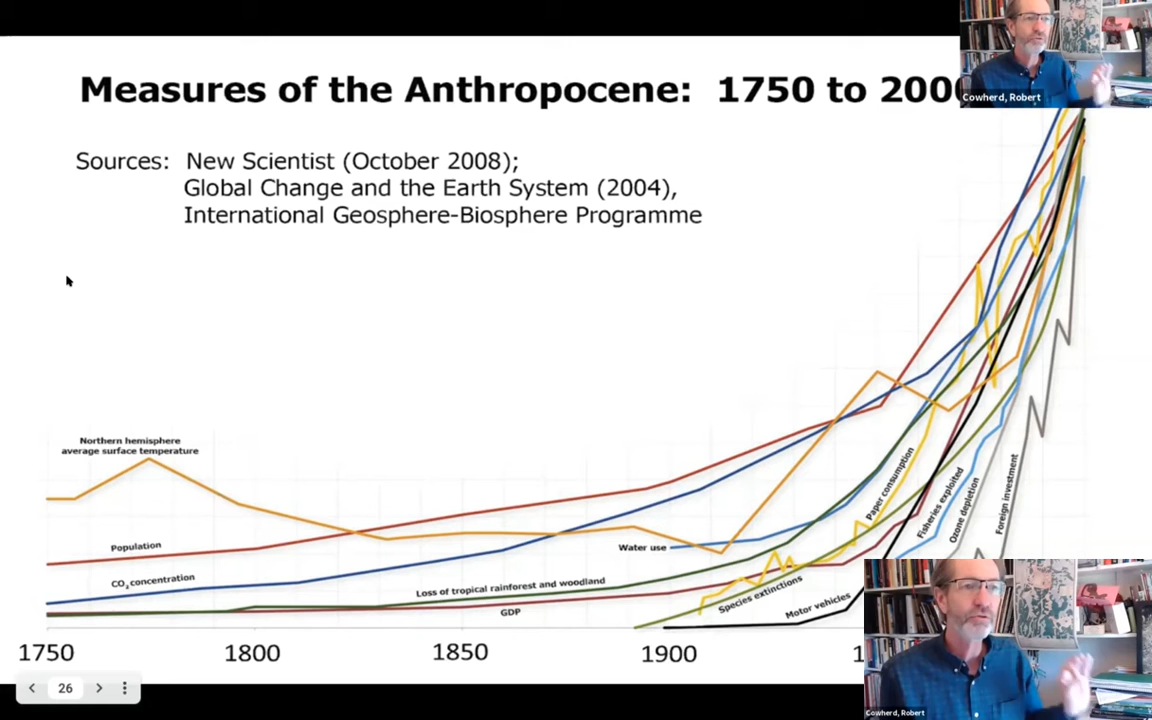 Measures of the Anthropocene: 1750 to 200
Cowherd, Robert
Sources: New Scientist (October 2008);
Global Change and the Earth System (2004),
International Geosphere-Biosphere Programme
Northern hemisphere
average surface temperature
Population
CO₂ concentration
Water use
Loss of tropical rainforest and woodland
GDP
Species extinctions
Motor vehicles
Paper consumption
Fisheries exploited
Ozone depletion
Foreign investment
1750 1800 1850 1900 1
26
Cowherd, Robert